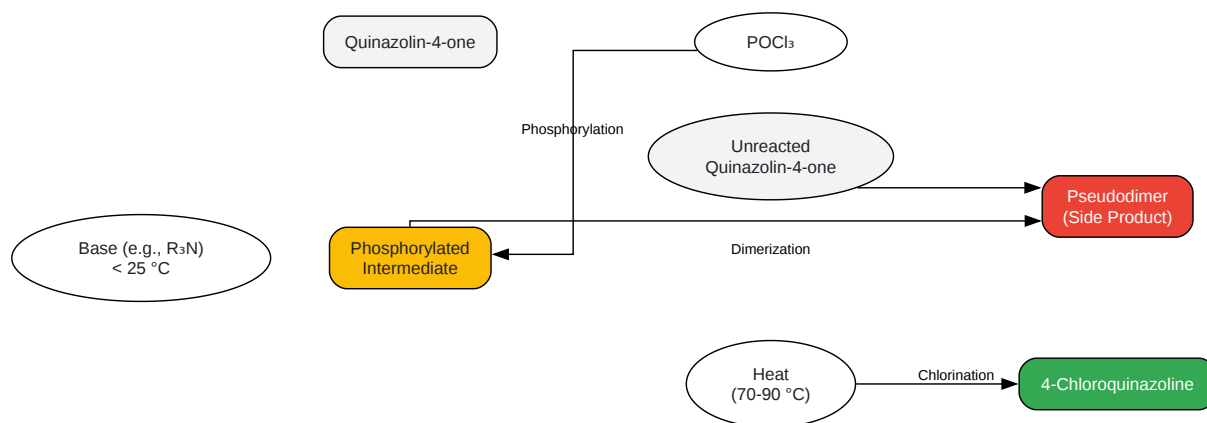 Quinazolin-4-one
POCl₃
Phosphorylation
Unreacted
Quinazolin-4-one
Pseudodimer
(Side Product)
Base (e.g., R₃N)
< 25 °C
Phosphorylated
Intermediate
Dimerization
Heat
(70-90 °C)
Chlorination
4-Chloroquinazoline